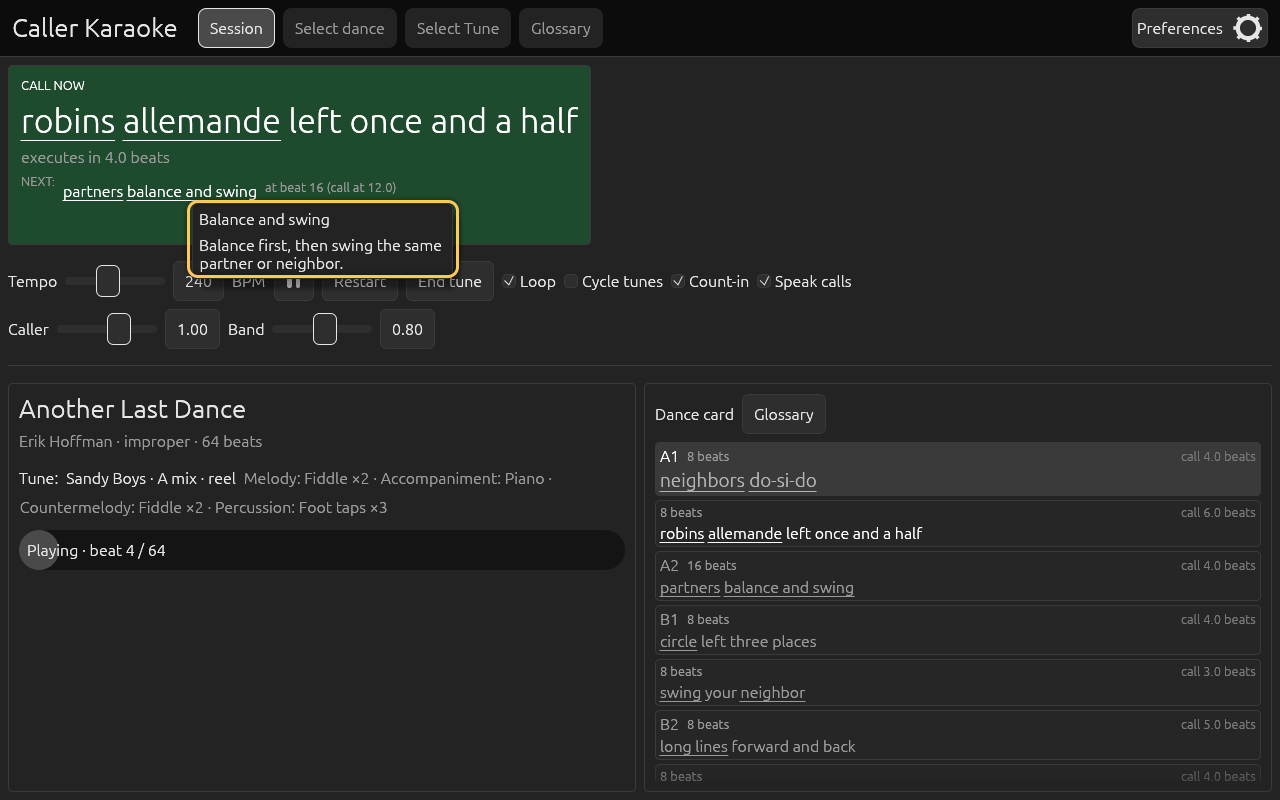 Caller Karaoke Session Select dance Select Tune Glossary Preferences
CALL NOW
robins allemande left once and a half
executes in 4.0 beats
NEXT: partners balance and swing at beat 16 (call at 12.0)
Balance and swing
Balance first, then swing the same
partner or neighbor.
Tempo 240 BPM Restart End tune Loop Cycle tunes Count-in Speak calls
Caller 1.00 Band 0.80
Another Last Dance
Erik Hoffman · improper · 64 beats
Tune: Sandy Boys · A mix · reel Melody: Fiddle ×2 · Accompaniment: Piano ·
Countermelody: Fiddle ×2 · Percussion: Foot taps ×3
Playing · beat 4 / 64
Dance card Glossary
A1 8 beats call 4.0 beats
neighbors do-si-do
8 beats call 6.0 beats
robins allemande left once and a half
A2 16 beats call 4.0 beats
partners balance and swing
B1 8 beats call 4.0 beats
circle left three places
8 beats call 3.0 beats
swing your neighbor
B2 8 beats call 5.0 beats
long lines forward and back
8 beats call 4.0 beats